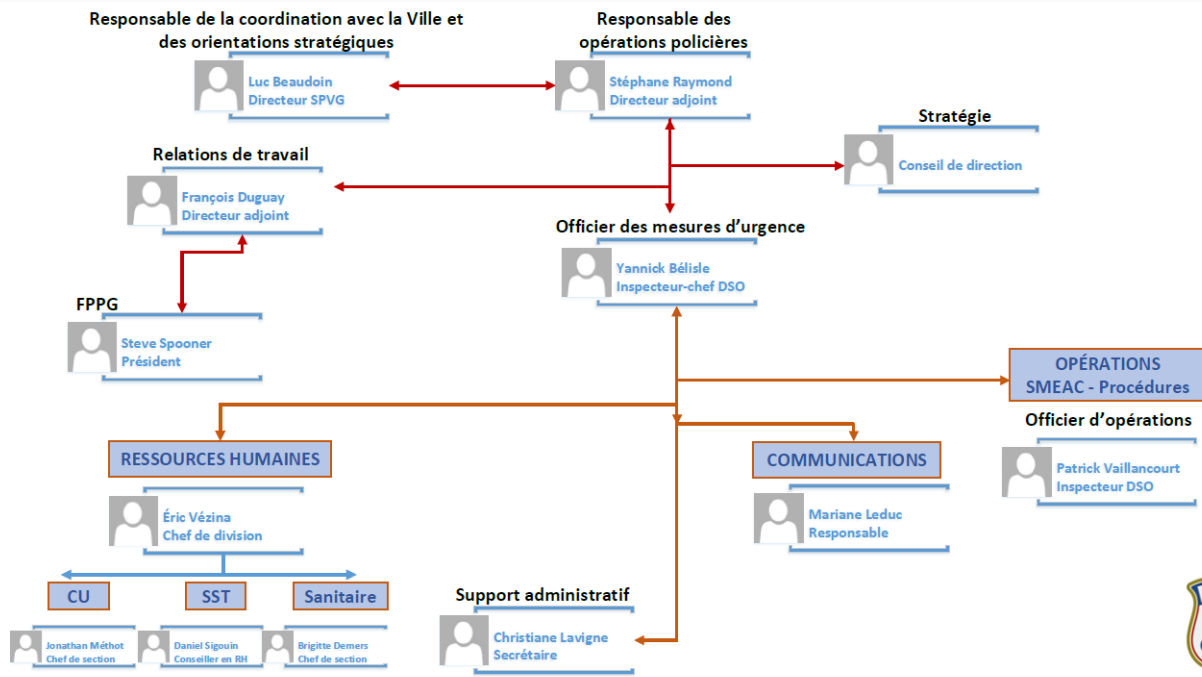 Responsable de la coordination avec la Ville et
des orientations stratégiques
Luc Beaudoin
Directeur SPVG
Responsable des
opérations policières
Stéphane Raymond
Directeur adjoint
Stratégie
Conseil de direction
Relations de travail
François Duguay
Directeur adjoint
Officier des mesures d’urgence
Yannick Bélisle
Inspecteur-chef DSO
FPPG
Steve Spooner
Président
OPÉRATIONS
SMEAC - Procédures
Officier d’opérations
Patrick Vaillancourt
Inspecteur DSO
RESSOURCES HUMAINES
Éric Vézina
Chef de division
COMMUNICATIONS
Mariane Leduc
Responsable
CU
Jonathan Méthot
Chef de section
SST
Daniel Sigouin
Conseiller en RH
Sanitaire
Brigitte Demers
Chef de section
Support administratif
Christiane Lavigne
Secrétaire